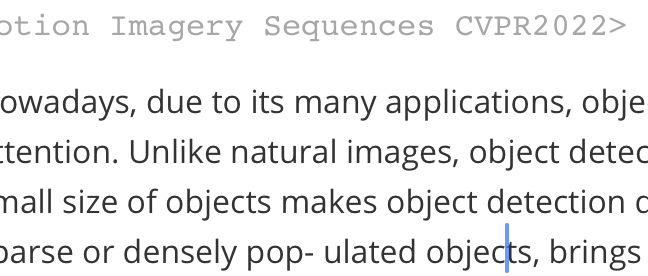 otion Imagery Sequences CVPR2022>
owadays, due to its many applications, obje
ttention. Unlike natural images, object detec
mall size of objects makes object detection d
parse or densely pop- ulated objects, brings